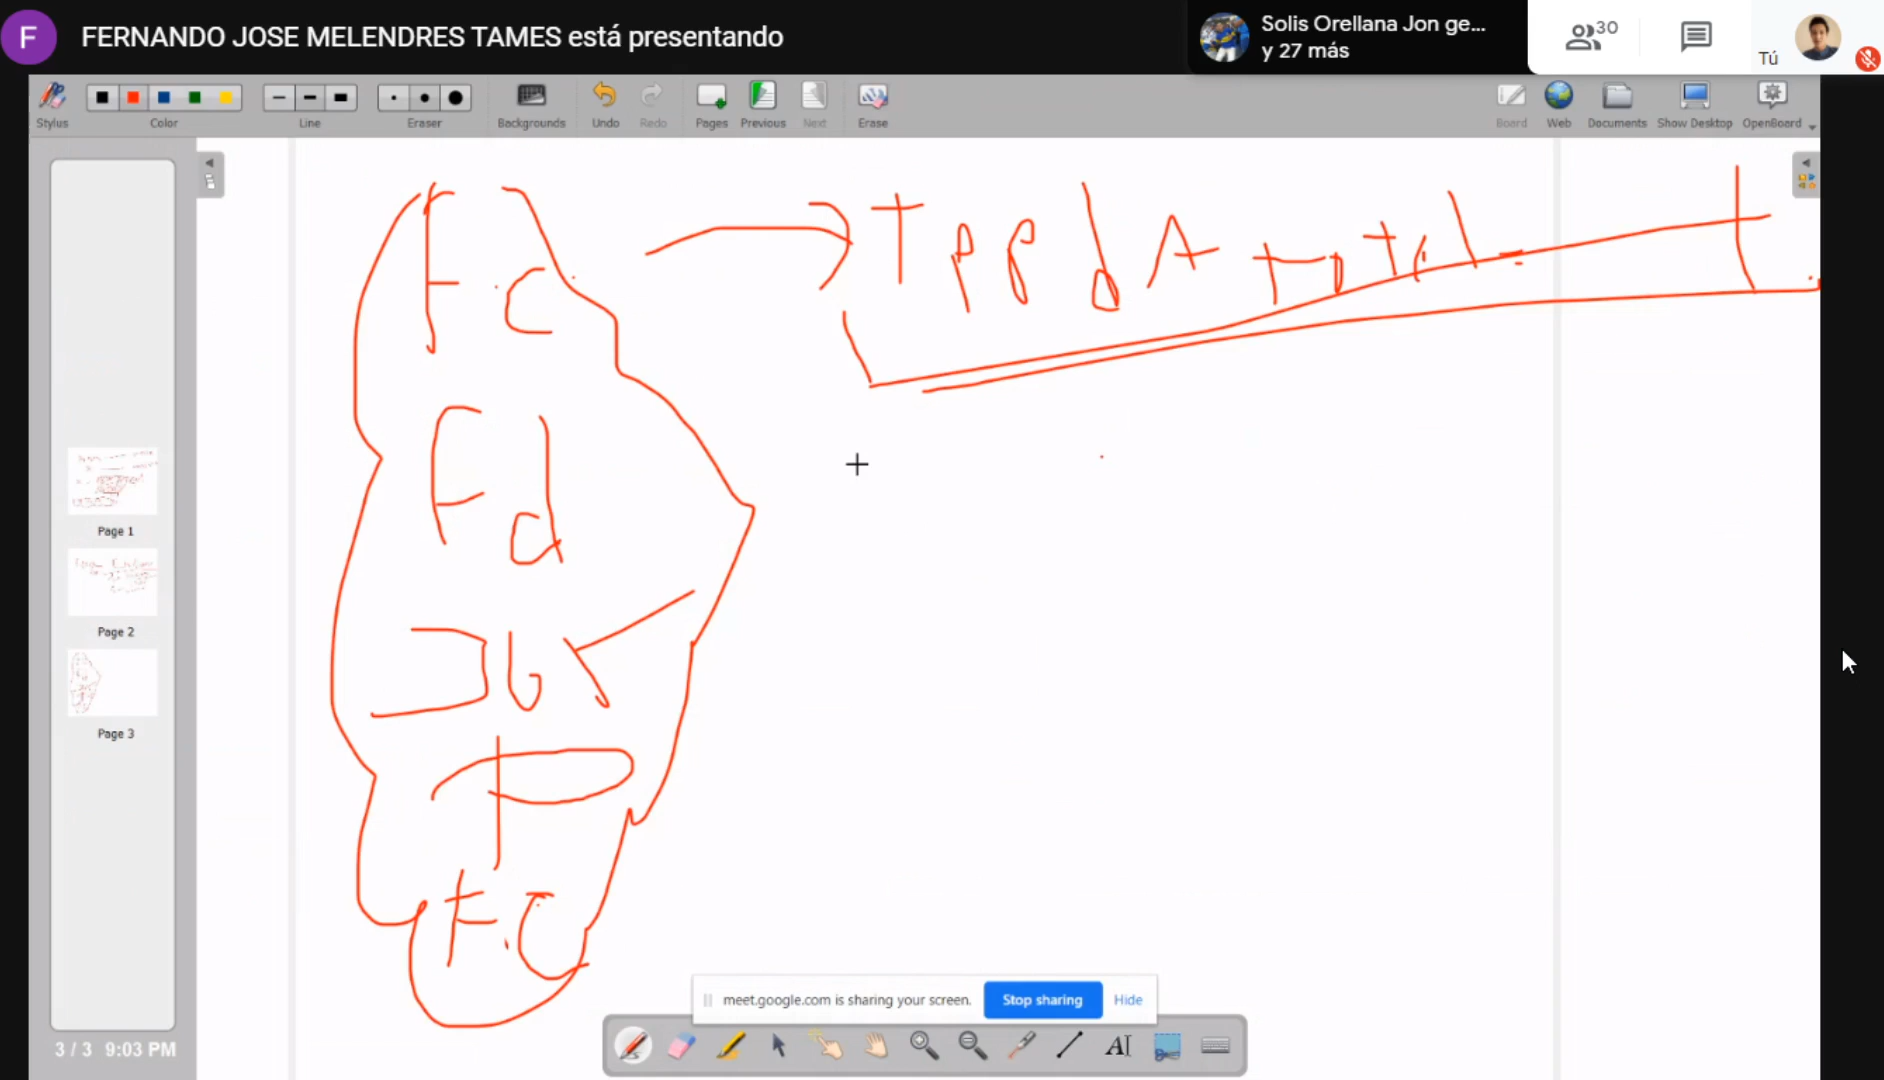 F
FERNANDO JOSE MELENDRES TAMES está presentando
Solis Orellana Jon ge...
y 27 más
30
Tú
Stylus
Color
Line
Eraser
Backgrounds
Undo
Redo
Pages
Previous
Next
Erase
Board
Web
Documents
Show Desktop
OpenBoard
F.C
Fd
F.C
total
Page 1
Page 2
Page 3
meet.google.com is sharing your screen.
Stop sharing
Hide
3 / 3 9:03 PM